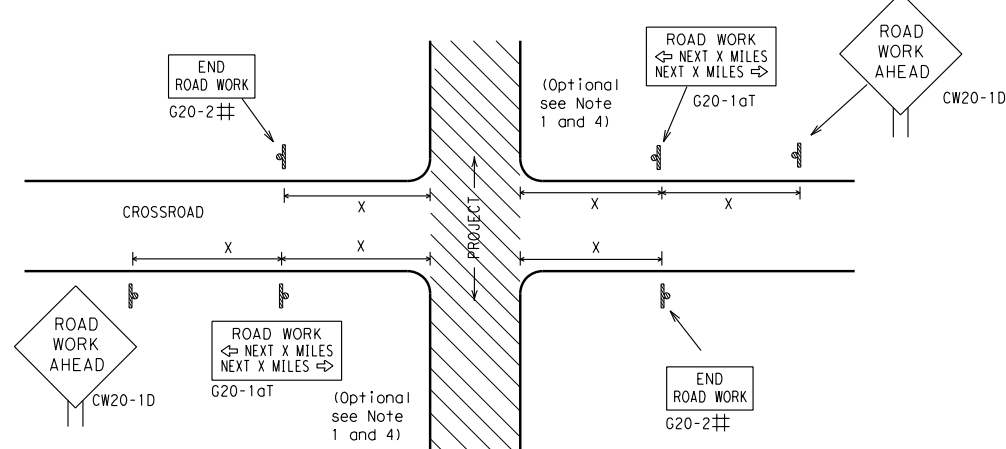 END
ROAD WORK
G20-2#
ROAD WORK
⇦ NEXT X MILES
NEXT X MILES ⇨
G20-1aT
(Optional
see Note
1 and 4)
ROAD
WORK
AHEAD
CW20-1D
X
X
X
CROSSROAD
PROJECT
X
X
X
ROAD
WORK
AHEAD
CW20-1D
ROAD WORK
⇦ NEXT X MILES
NEXT X MILES ⇨
G20-1aT
(Optional
see Note
1 and 4)
END
ROAD WORK
G20-2#